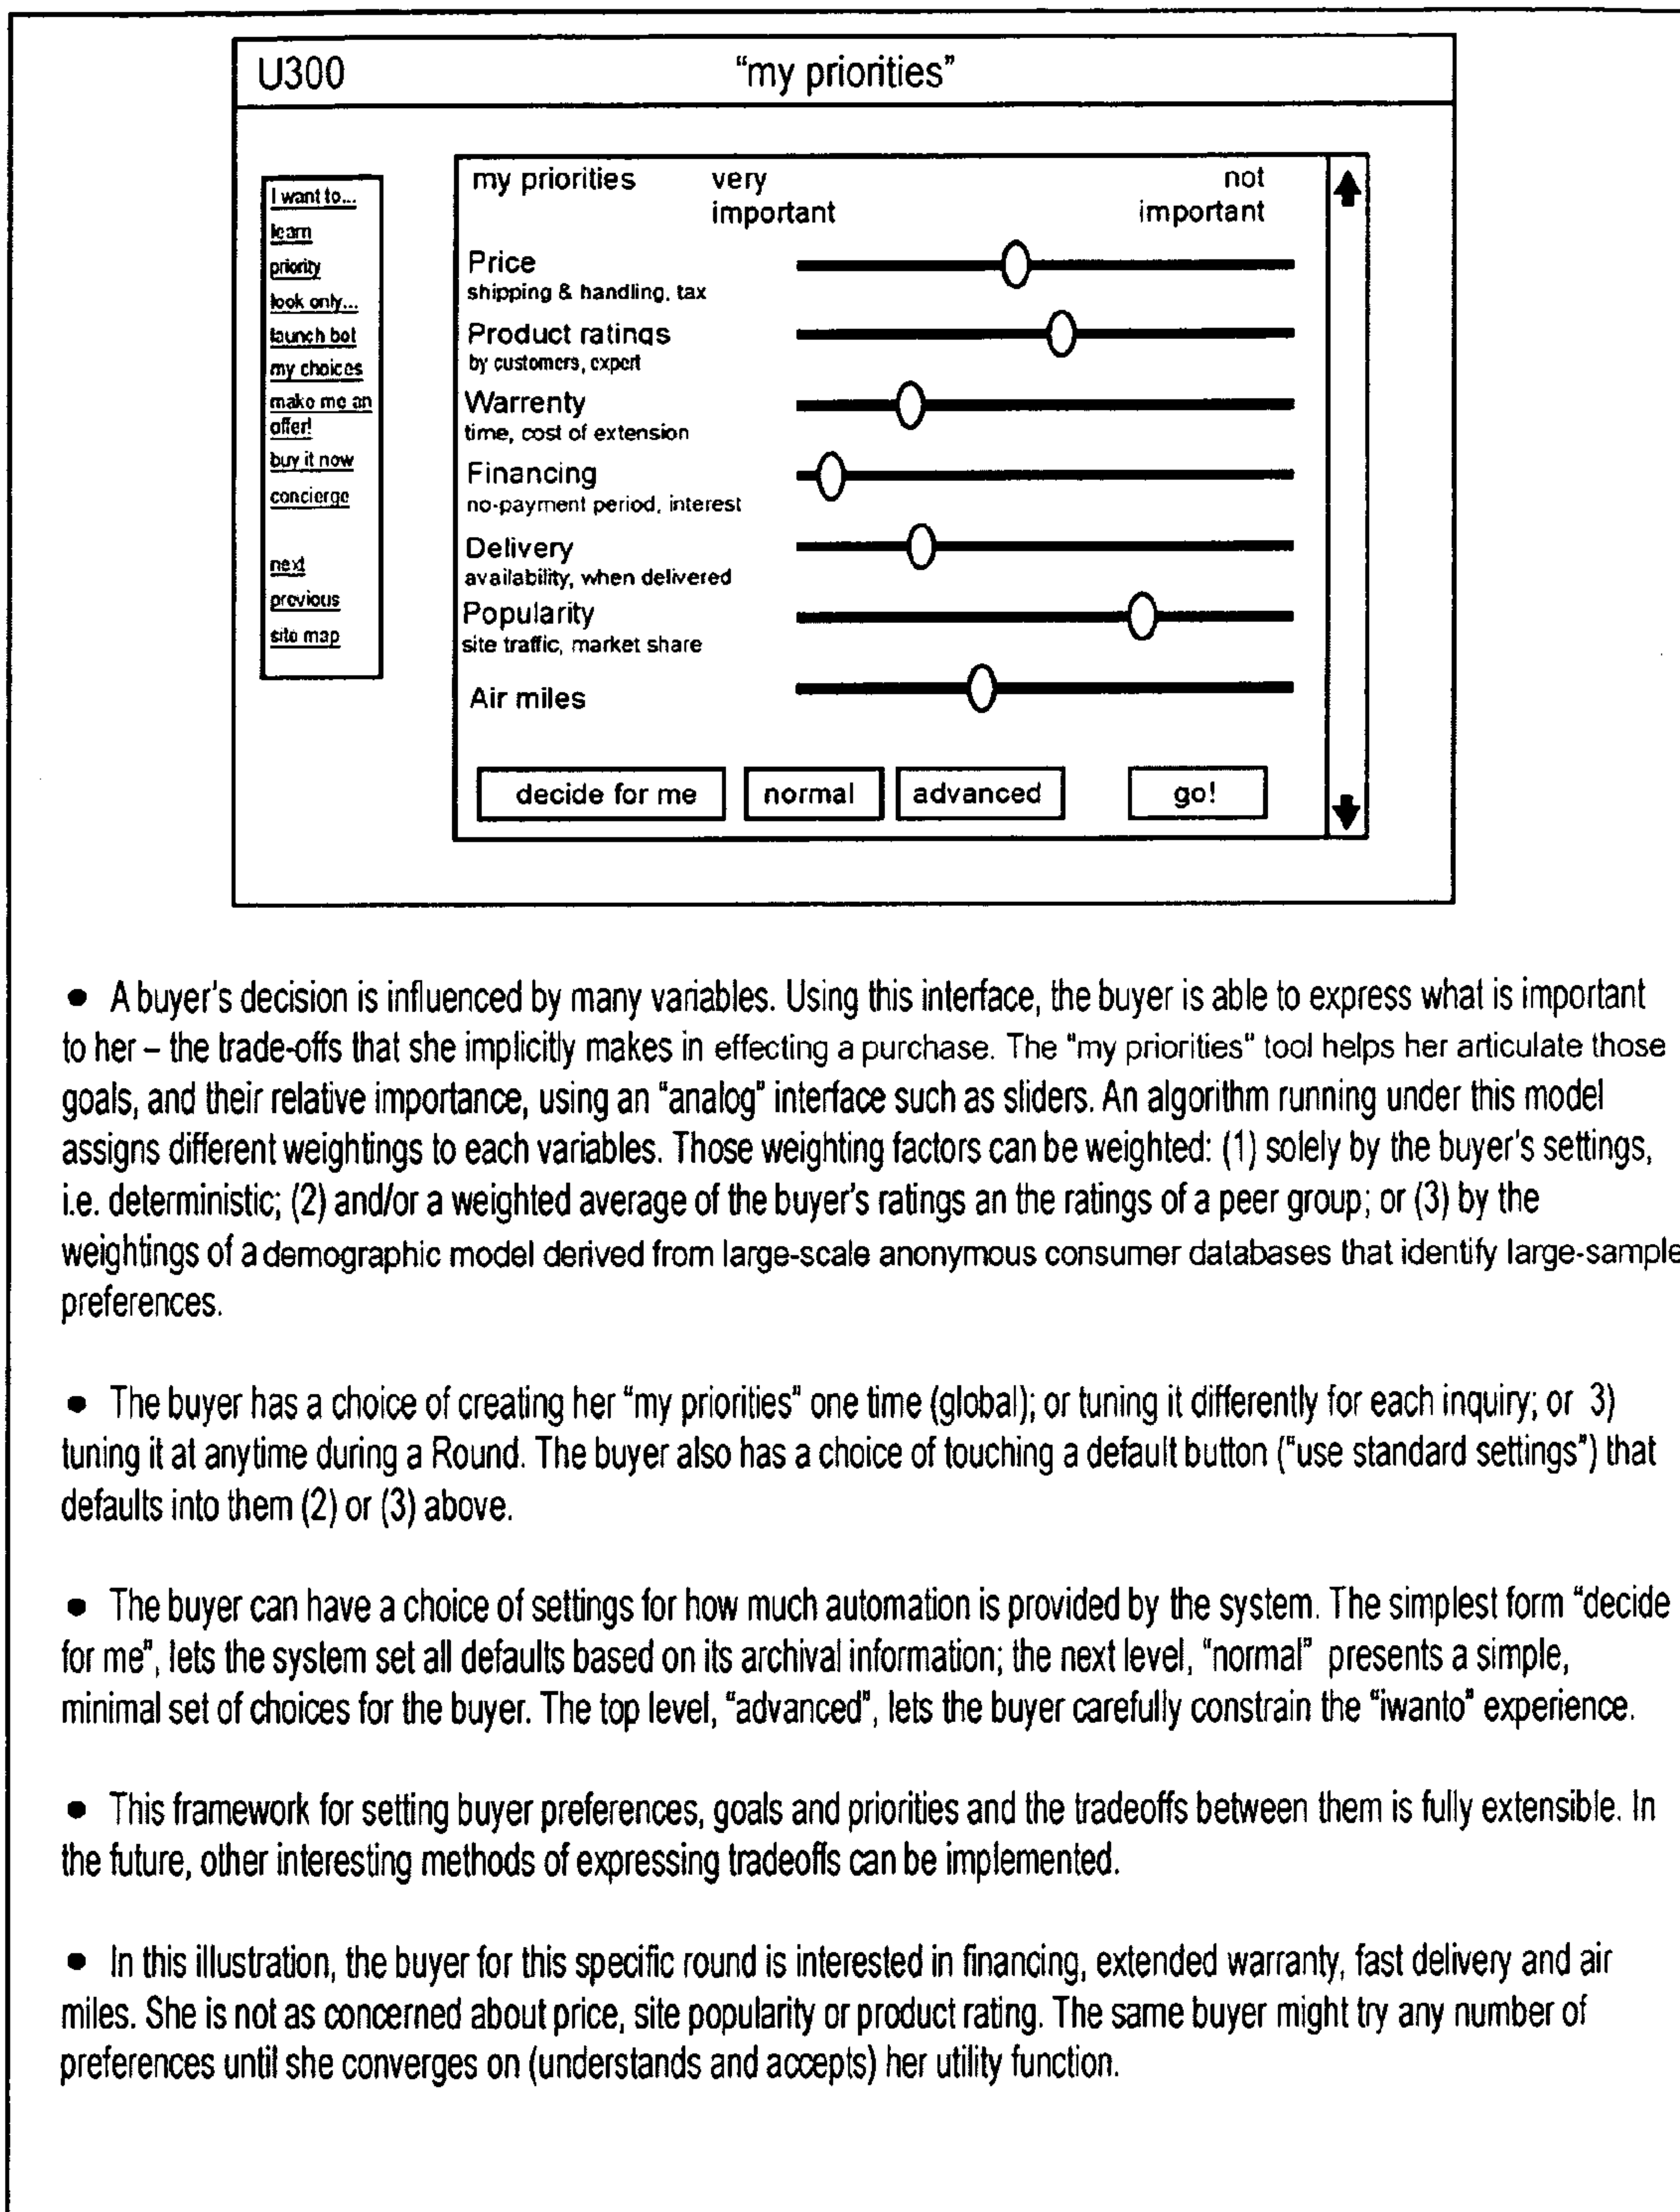 U300 "my priorities"
I want to...
learn
priority
look only...
launch bot
my choices
make me an
offer!
buy it now
concierge
next
previous
site map
my priorities very not
important important
Price
shipping & handling, tax
Product ratings
by customers, expert
Warrenty
time, cost of extension
Financing
no-payment period, interest
Delivery
availability, when delivered
Popularity
site traffic, market share
Air miles
decide for me normal advanced go!
• A buyer's decision is influenced by many variables. Using this interface, the buyer is able to express what is important
to her – the trade-offs that she implicitly makes in effecting a purchase. The "my priorities" tool helps her articulate those
goals, and their relative importance, using an "analog" interface such as sliders. An algorithm running under this model
assigns different weightings to each variables. Those weighting factors can be weighted: (1) solely by the buyer's settings,
i.e. deterministic; (2) and/or a weighted average of the buyer's ratings an the ratings of a peer group; or (3) by the
weightings of a demographic model derived from large-scale anonymous consumer databases that identify large-sample
preferences.
• The buyer has a choice of creating her "my priorities" one time (global); or tuning it differently for each inquiry; or 3)
tuning it at anytime during a Round. The buyer also has a choice of touching a default button ("use standard settings") that
defaults into them (2) or (3) above.
• The buyer can have a choice of settings for how much automation is provided by the system. The simplest form "decide
for me", lets the system set all defaults based on its archival information; the next level, "normal" presents a simple,
minimal set of choices for the buyer. The top level, "advanced", lets the buyer carefully constrain the "iwanto" experience.
• This framework for setting buyer preferences, goals and priorities and the tradeoffs between them is fully extensible. In
the future, other interesting methods of expressing tradeoffs can be implemented.
• In this illustration, the buyer for this specific round is interested in financing, extended warranty, fast delivery and air
miles. She is not as concerned about price, site popularity or product rating. The same buyer might try any number of
preferences until she converges on (understands and accepts) her utility function.